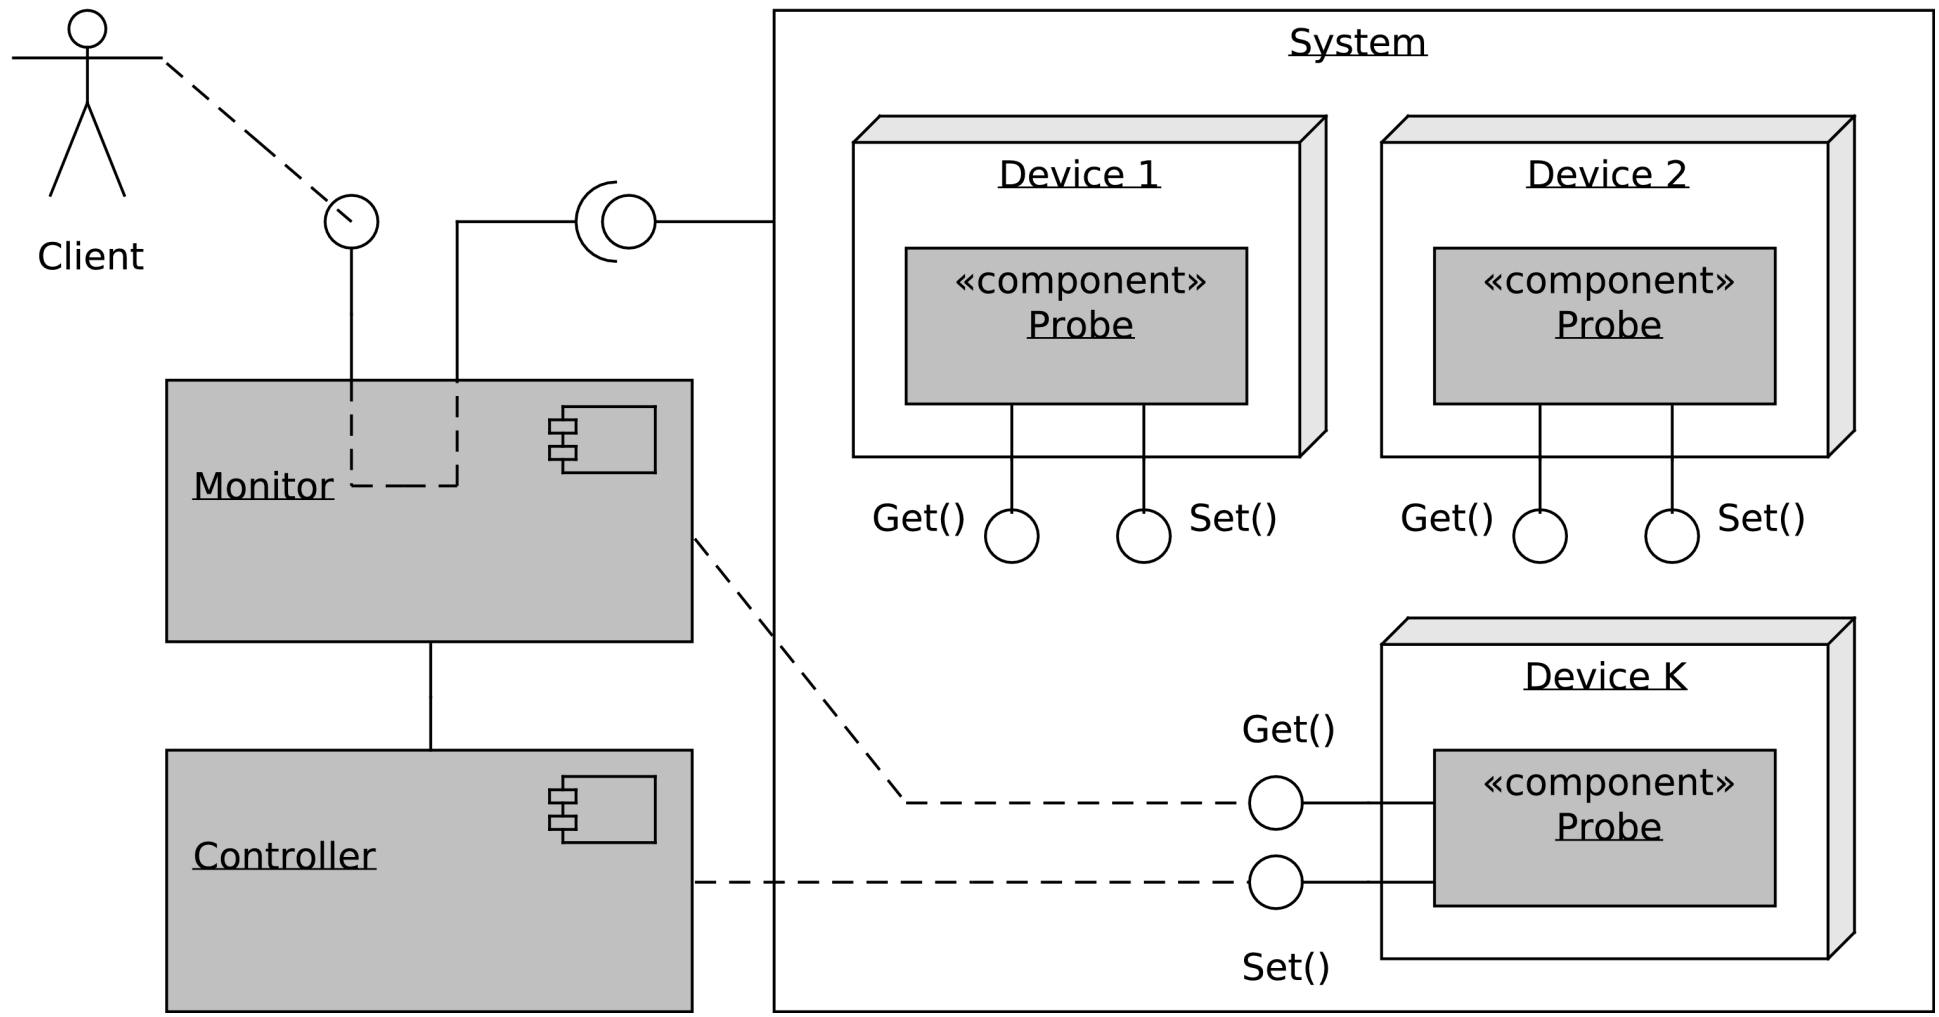 System
Client
Device 1
«component»
Probe
Get()
Set()
Device 2
«component»
Probe
Get()
Set()
Monitor
Controller
Device K
«component»
Probe
Get()
Set()